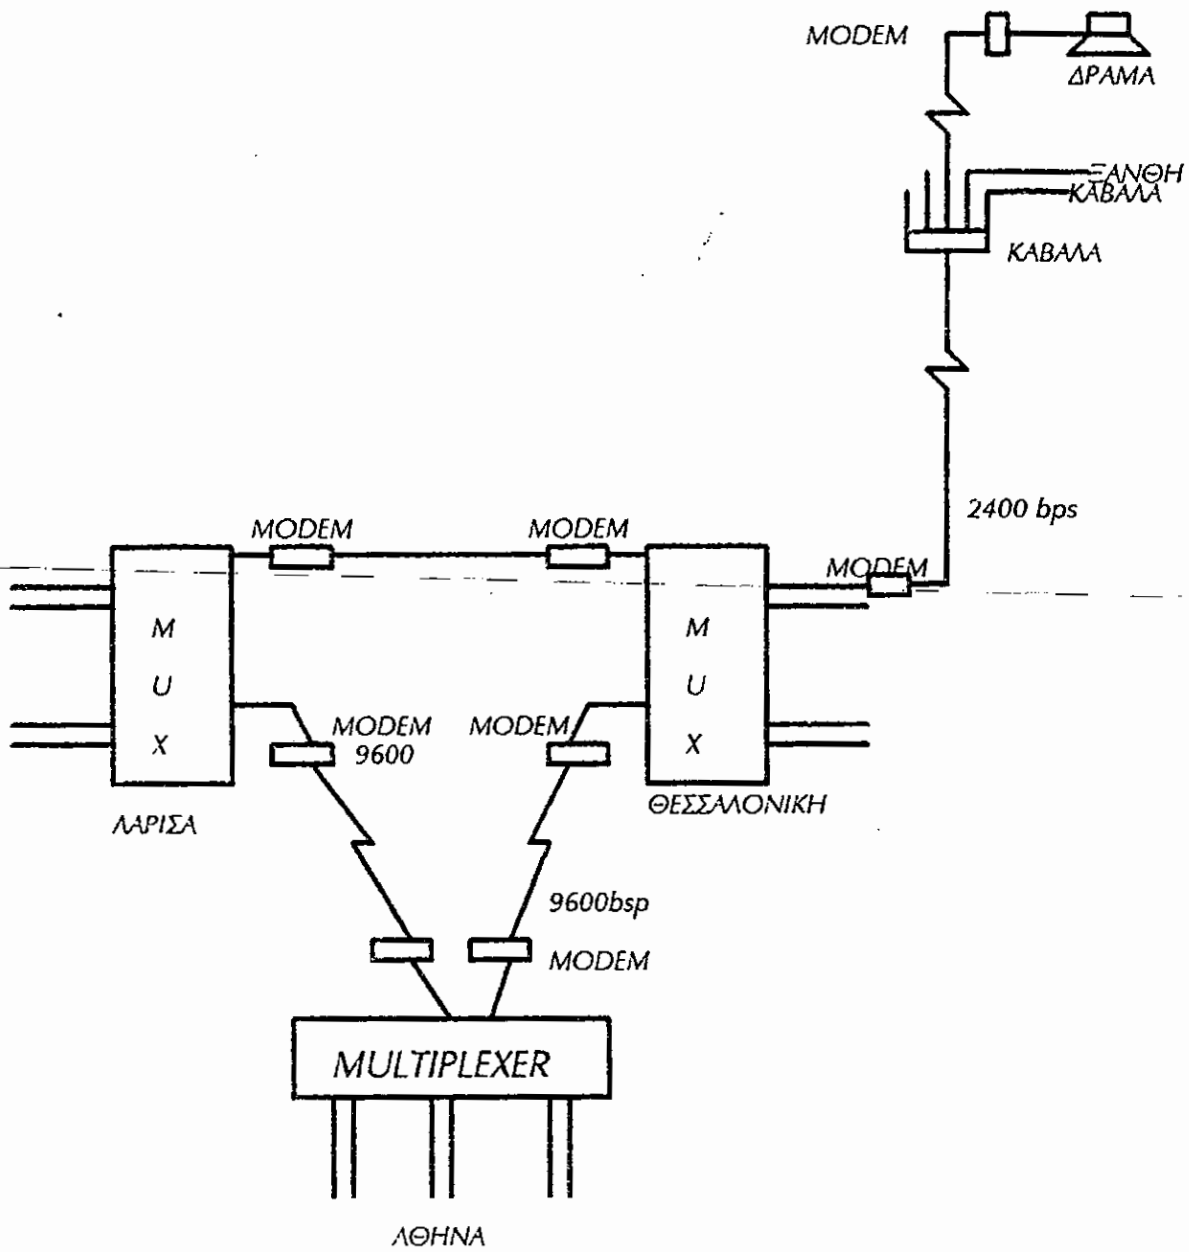 MODEM
ΔΡΑΜΑ
ΞΑΝΘΗ
ΚΑΒΑΛΑ
ΚΑΒΑΛΑ
2400 bps
MODEM
MODEM
MODEM
M
U
X
M
U
X
MODEM
9600
MODEM
ΛΑΡΙΣΑ
ΘΕΣΣΑΛΟΝΙΚΗ
9600bsp
MODEM
MULTIPLEXER
ΑΘΗΝΑ